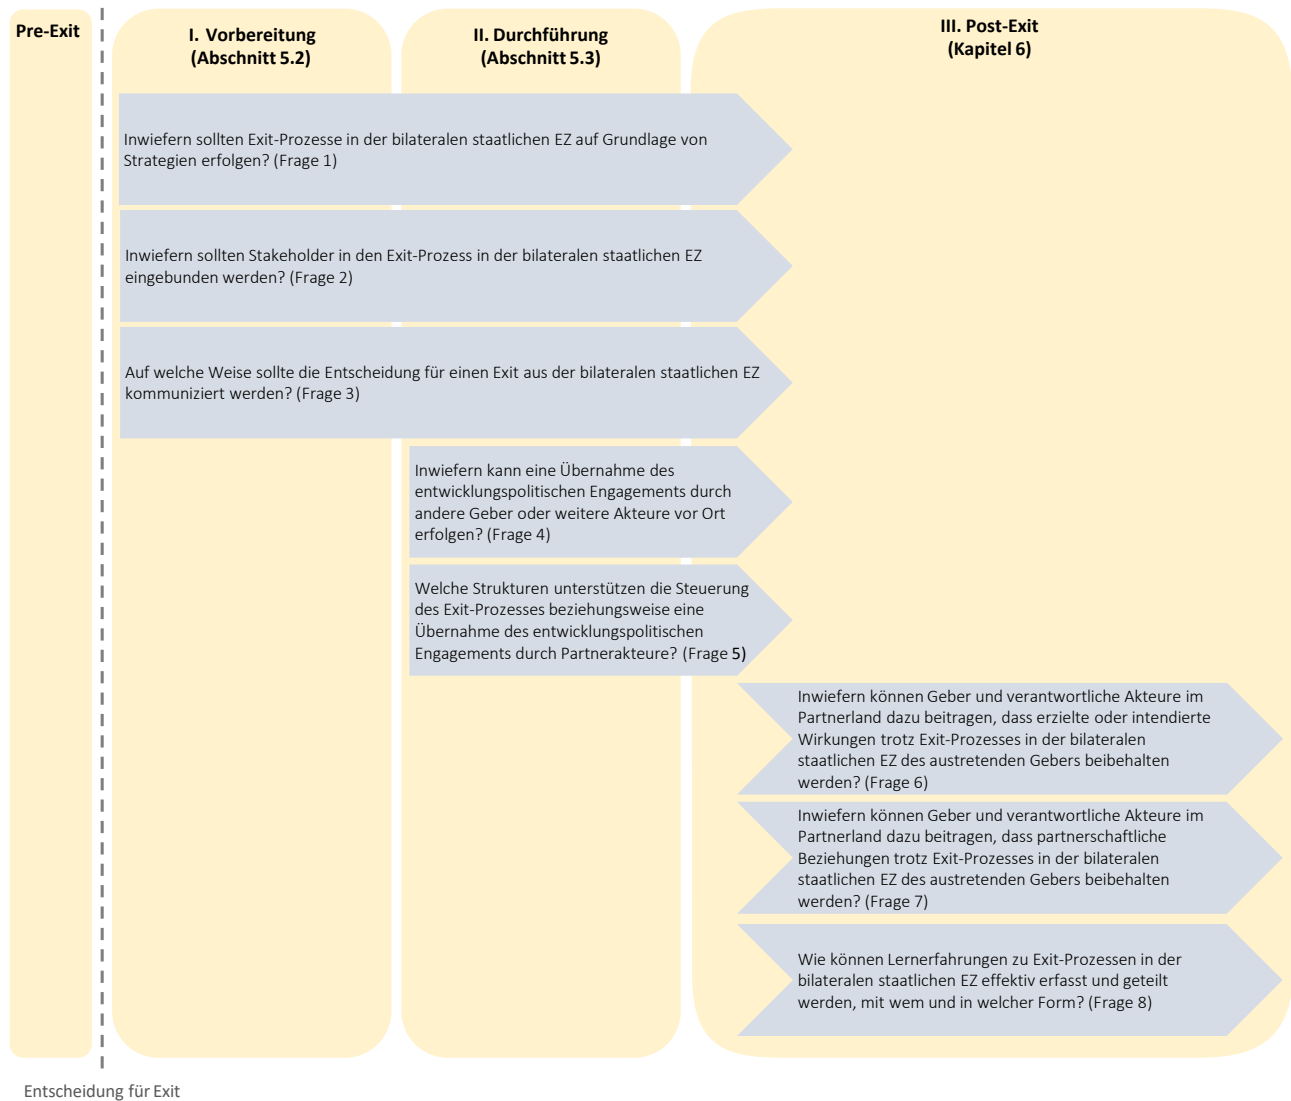 Pre-Exit
I. Vorbereitung
(Abschnitt 5.2)
II. Durchführung
(Abschnitt 5.3)
III. Post-Exit
(Kapitel 6)
Inwiefern sollten Exit-Prozesse in der bilateralen staatlichen EZ auf Grundlage von
Strategien erfolgen? (Frage 1)
Inwiefern sollten Stakeholder in den Exit-Prozess in der bilateralen staatlichen EZ
eingebunden werden? (Frage 2)
Auf welche Weise sollte die Entscheidung für einen Exit aus der bilateralen staatlichen EZ
kommuniziert werden? (Frage 3)
Inwiefern kann eine Übernahme des
entwicklungspolitischen Engagements durch
andere Geber oder weitere Akteure vor Ort
erfolgen? (Frage 4)
Welche Strukturen unterstützen die Steuerung
des Exit-Prozesses beziehungsweise eine
Übernahme des entwicklungspolitischen
Engagements durch Partnerakteure? (Frage 5)
Inwiefern können Geber und verantwortliche Akteure im
Partnerland dazu beitragen, dass erzielte oder intendierte
Wirkungen trotz Exit-Prozesses in der bilateralen
staatlichen EZ des austretenden Gebers beibehalten
werden? (Frage 6)
Inwiefern können Geber und verantwortliche Akteure im
Partnerland dazu beitragen, dass partnerschaftliche
Beziehungen trotz Exit-Prozesses in der bilateralen
staatlichen EZ des austretenden Gebers beibehalten
werden? (Frage 7)
Wie können Lernerfahrungen zu Exit-Prozessen in der
bilateralen staatlichen EZ effektiv erfasst und geteilt
werden, mit wem und in welcher Form? (Frage 8)
Entscheidung für Exit